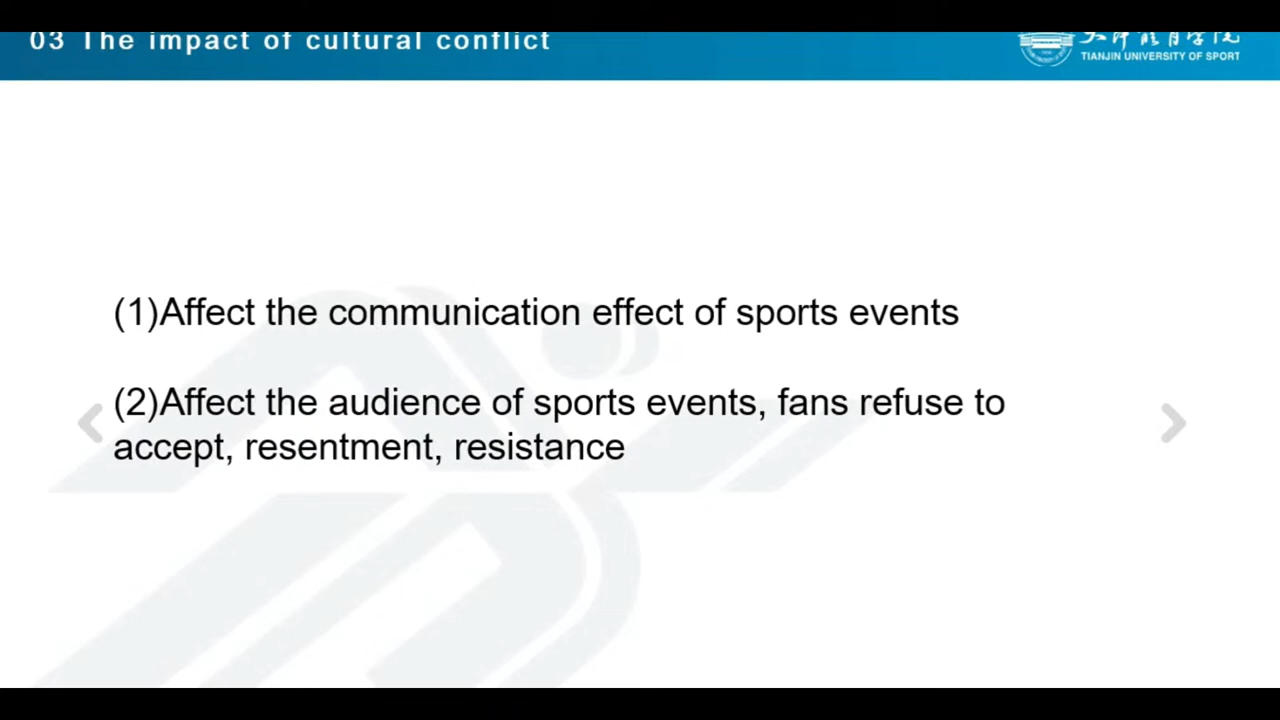 03 The impact of cultural conflict
TIANJIN UNIVERSITY OF SPORT
(1)Affect the communication effect of sports events
(2)Affect the audience of sports events, fans refuse to
accept, resentment, resistance